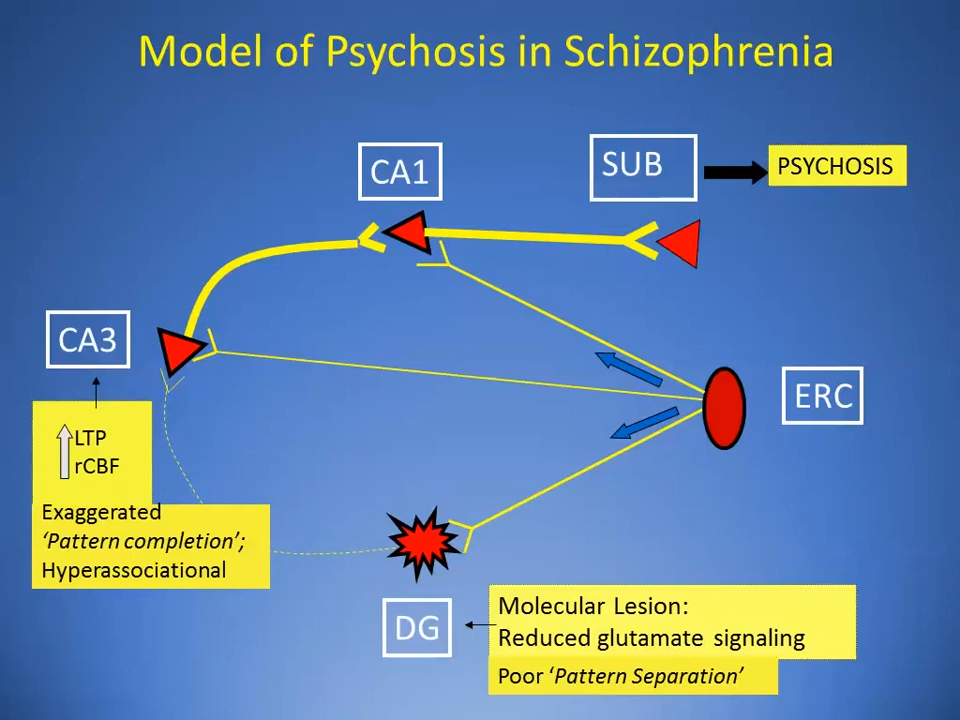 Model of Psychosis in Schizophrenia
CA1
SUB
PSYCHOSIS
CA3
ERC
LTP
rCBF
Exaggerated
‘Pattern completion’;
Hyperassociational
DG
Molecular Lesion:
Reduced glutamate signaling
Poor ‘Pattern Separation’